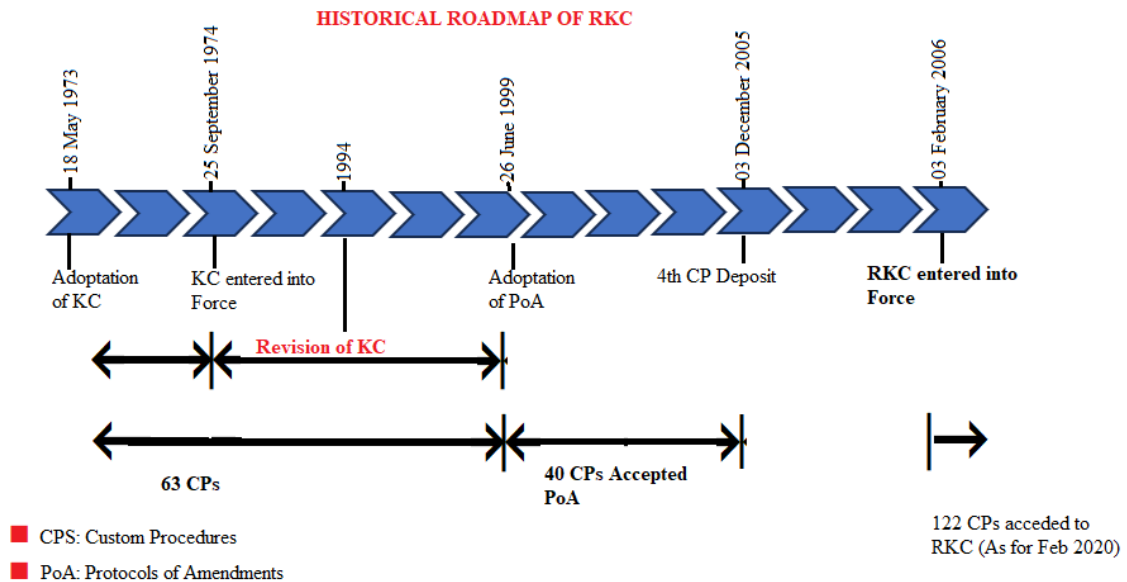 HISTORICAL ROADMAP OF RKC
18 May 1973
25 September 1974
1994
26 June 1999
03 December 2005
03 February 2006
Adoptation
of KC
KC entered into
Force
Adoptation
of PoA
4th CP Deposit
RKC entered into
Force
Revision of KC
63 CPs
40 CPs Accepted
PoA
122 CPs acceded to
RKC (As for Feb 2020)
CPS: Custom Procedures
PoA: Protocols of Amendments